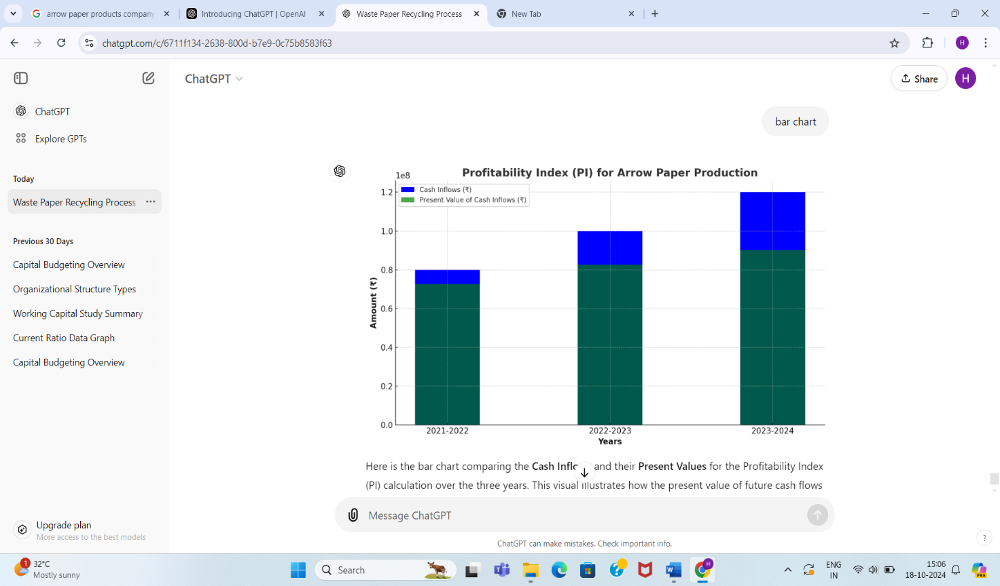 arrow paper products company
Introducing ChatGPT | OpenAI
Waste Paper Recycling Process
New Tab
chatgpt.com/c/6711f134-2638-800d-b7e9-0c75b8583f63
H
ChatGPT
Share
H
ChatGPT
Explore GPTs
Today
Waste Paper Recycling Process
Previous 30 Days
Capital Budgeting Overview
Organizational Structure Types
Working Capital Study Summary
Current Ratio Data Graph
Capital Budgeting Overview
Upgrade plan
More access to the best models
bar chart
Profitability Index (PI) for Arrow Paper Production
1e8
Cash Inflows (₹)
Present Value of Cash Inflows (₹)
1.2
1.0
0.8
0.6
0.4
0.2
0.0
Amount (₹)
2021-2022
2022-2023
2023-2024
Years
Here is the bar chart comparing the Cash Inflo and their Present Values for the Profitability Index
(PI) calculation over the three years. This visual illustrates how the present value of future cash flows
Message ChatGPT
ChatGPT can make mistakes. Check important info.
?
1
32°C
Mostly sunny
Search
H
PRE
ENG
IN
15:06
18-10-2024